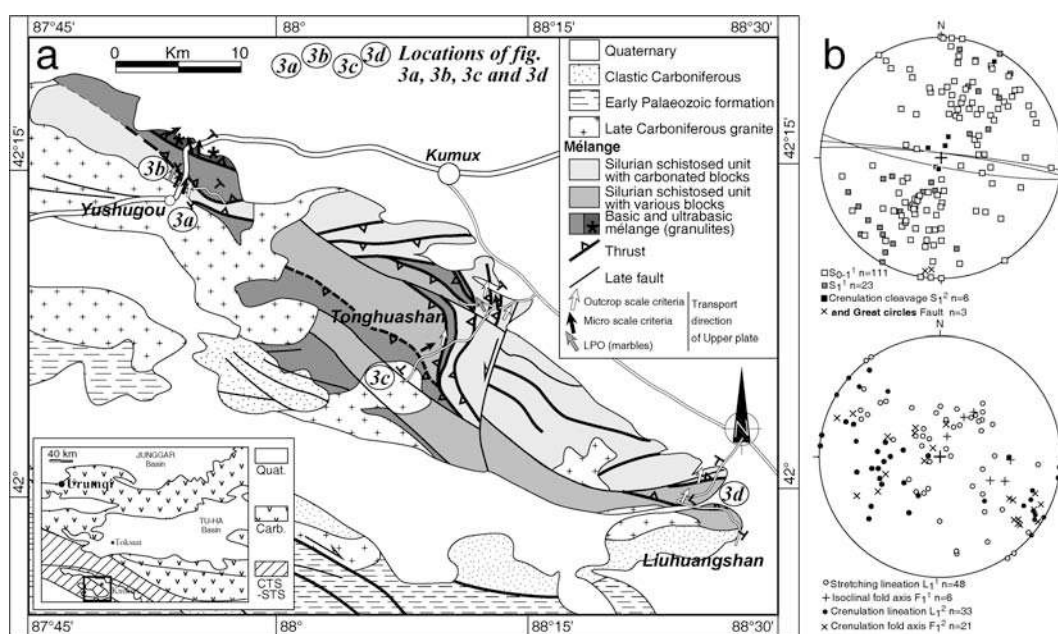 87°45'
88°
88°15'
88°30'
a
0 Km 10
3a 3b 3c 3d Locations of fig.
3a, 3b, 3c and 3d
Quaternary
Clastic Carboniferous
Early Palaeozoic formation
Late Carboniferous granite
Mélange
Silurian schistosed unit
with carbonated blocks
Silurian schistosed unit
with various blocks
Basic and ultrabasic
mélange (granulites)
Thrust
Late fault
Outcrop scale criteria
Micro scale criteria
LPO (marbles)
Transport
direction
of Upper plate
42°15'
42°15'
Kumux
3b
Yushugou
3a
Tonghuashan
3c
N
42°
42°
3d
Liuhuangshan
40 km
JUNGGAR
Basin
Urumqi
TU-HA
Basin
Toksun
Quat.
Carb.
CTS
-STS
87°45'
88°
88°15'
88°30'
b
N
S0-1¹ n=111
S1¹ n=23
Crenulation cleavage S1² n=6
× and Great circles Fault n=3
N
Stretching lineation L1¹ n=48
+ Isoclinal fold axis F1¹ n=6
Crenulation lineation L1² n=33
× Crenulation fold axis F1² n=21